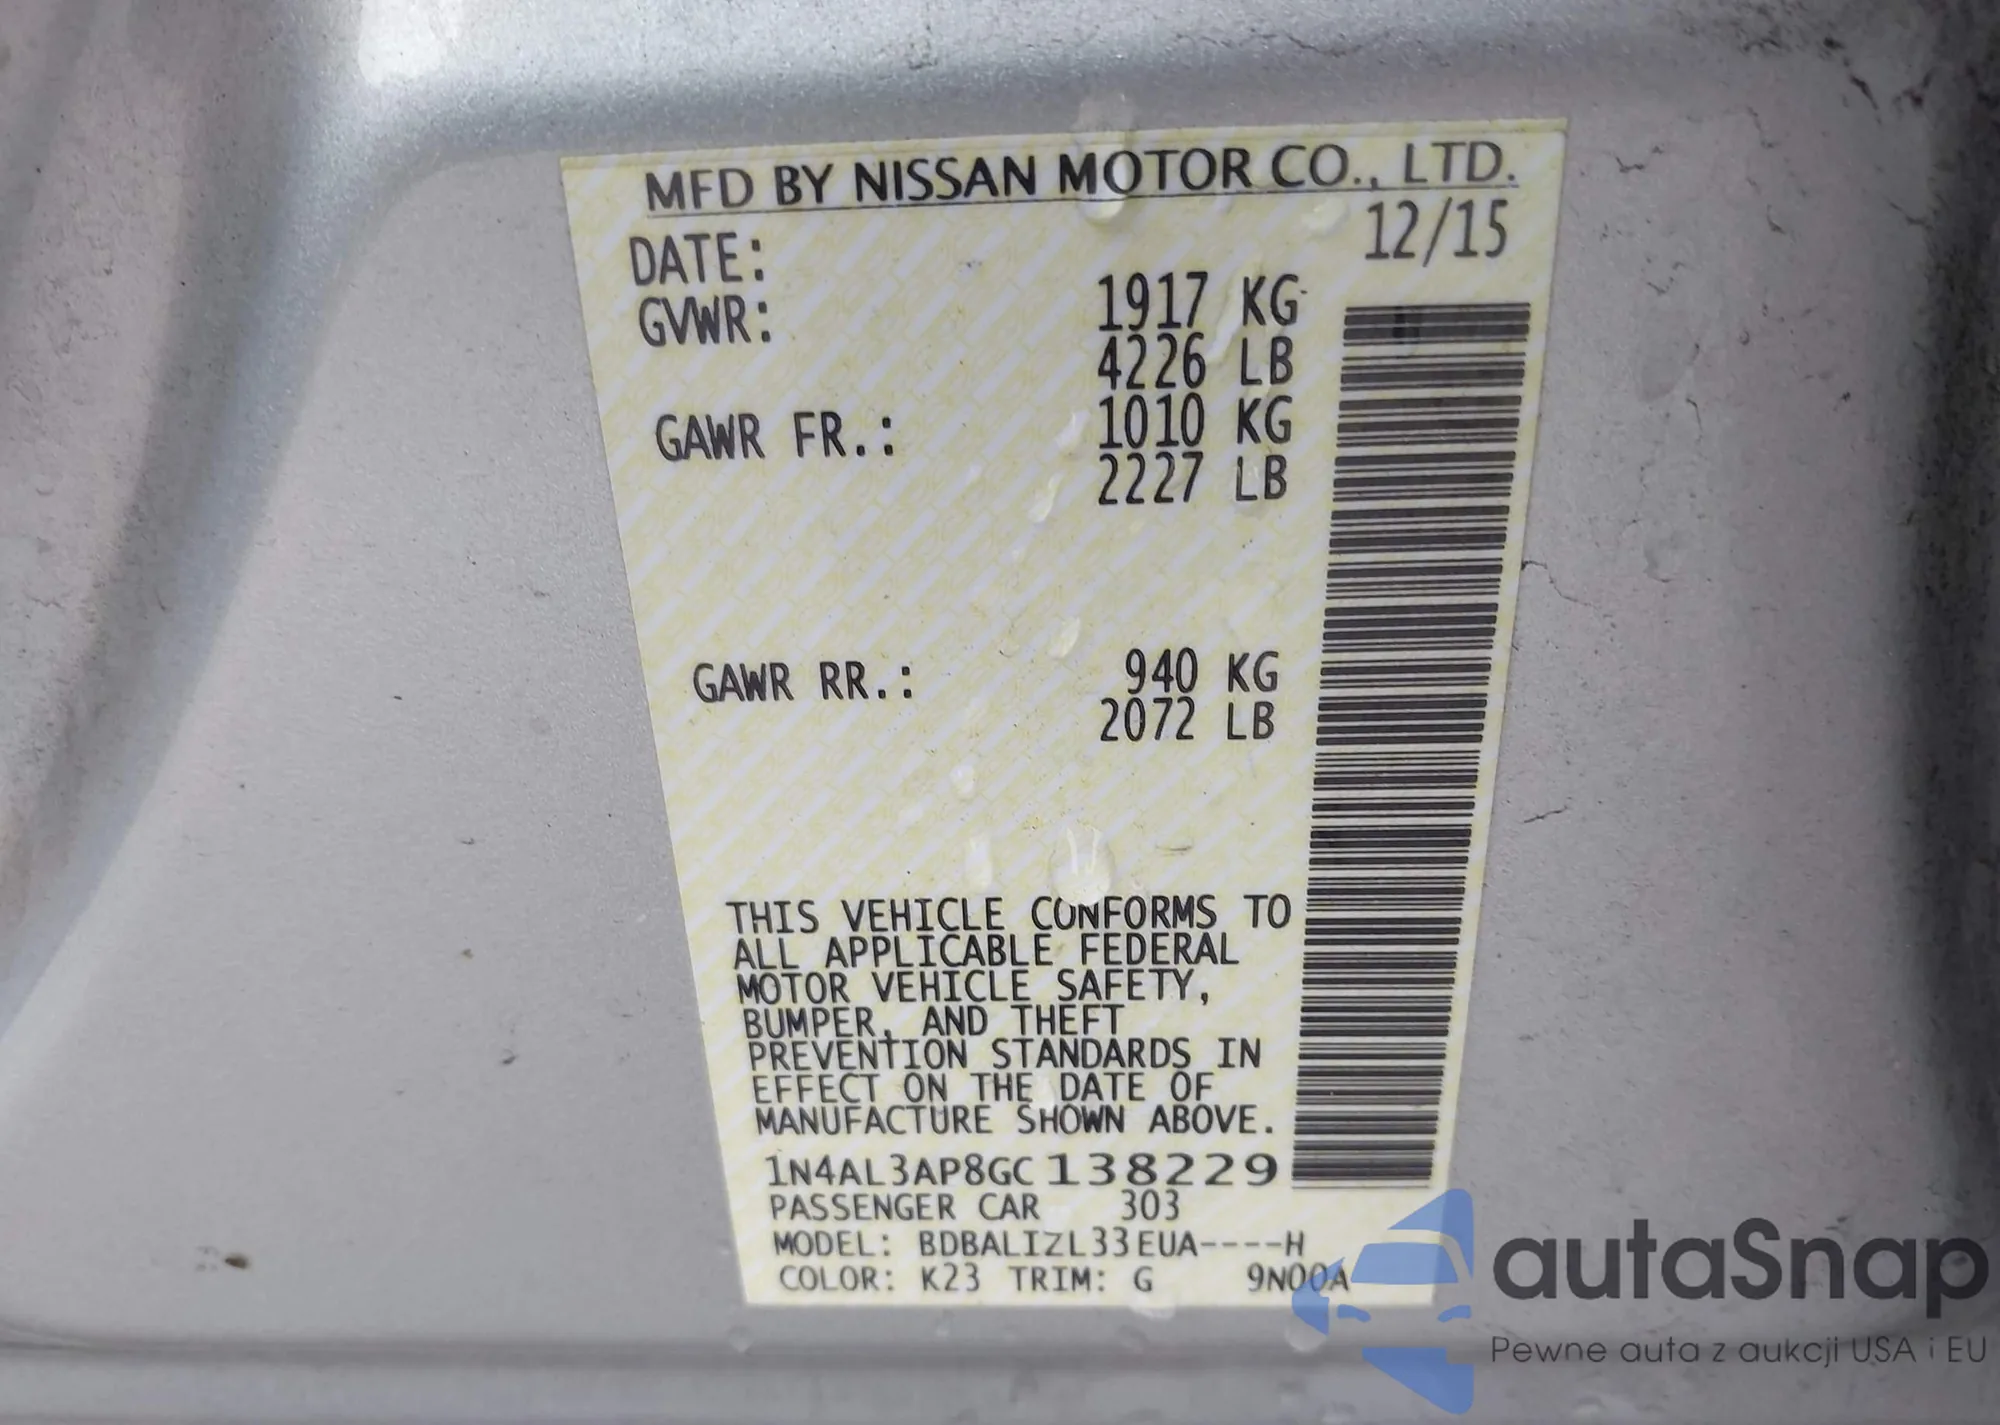 MFD BY NISSAN MOTOR CO., LTD.
DATE: 12/15
GVWR: 1917 KG
4226 LB
GAWR FR.: 1010 KG
2227 LB
GAWR RR.: 940 KG
2072 LB
THIS VEHICLE CONFORMS TO
ALL APPLICABLE FEDERAL
MOTOR VEHICLE SAFETY,
BUMPER, AND THEFT
PREVENTION STANDARDS IN
EFFECT ON THE DATE OF
MANUFACTURE SHOWN ABOVE.
1N4AL3AP8GC138229
PASSENGER CAR 303
MODEL: BDBALIZL33EUA----H
COLOR: K23 TRIM: G 9N00A
autaSnap
Pewne auta z aukcji USA i EU